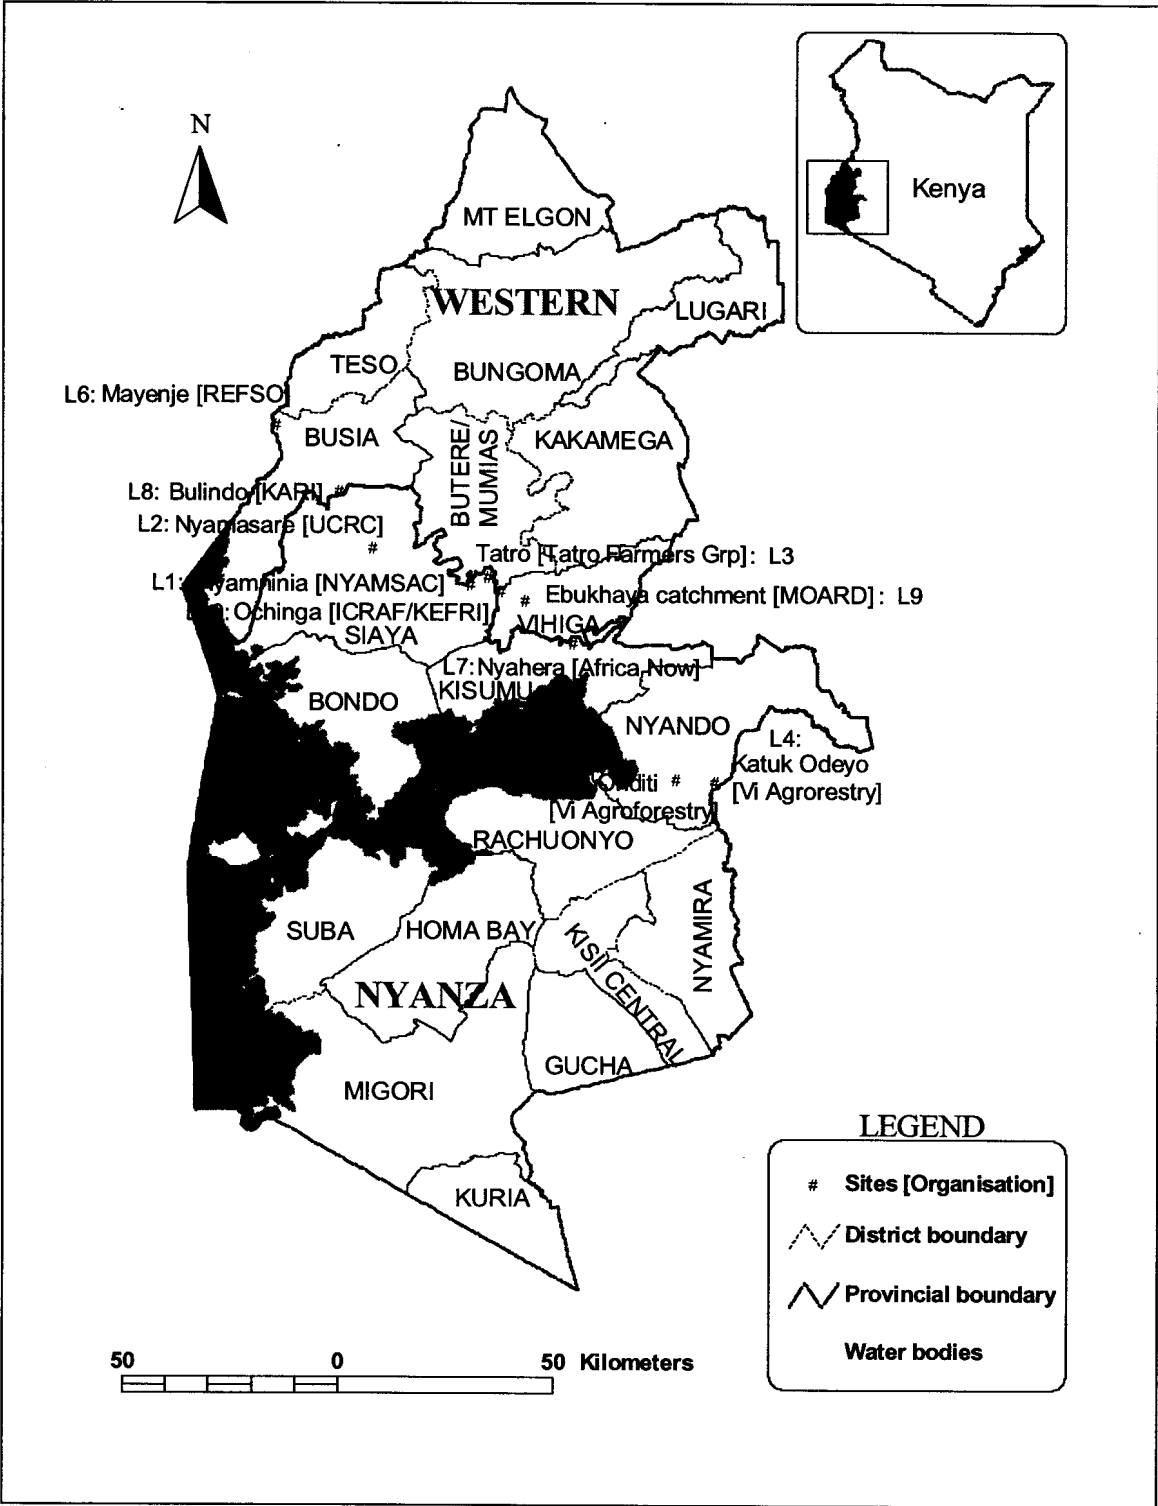 N
Kenya
MT ELGON
WESTERN
LUGARI
TESO
BUNGOMA
L6: Mayenje [REFSO]
BUSIA
BUTERE/
MUMIAS
KAKAMEGA
L8: Bulindo [KARI]
L2: Nyamasare [UCRC]
Tatro [Tatro Farmers Grp]: L3
[NYAMSAC]
Ebukhaya catchment [MOARD]: L9
Ochinga [ICRAF/KEFRI]
VIHIGA
SIAYA
L7: Nyahera [Africa Now]
KISUMU
BONDO
NYANDO
L4:
Katuk Odeyo
[Vi Agrorestry]
[Vi Agroforestry]
RACHUONYO
SUBA
HOMA BAY
KISII CENTRAL
NYAMIRA
NYANZA
GUCHA
MIGORI
KURIA
LEGEND
# Sites [Organisation]
District boundary
Provincial boundary
Water bodies
50 0 50 Kilometers